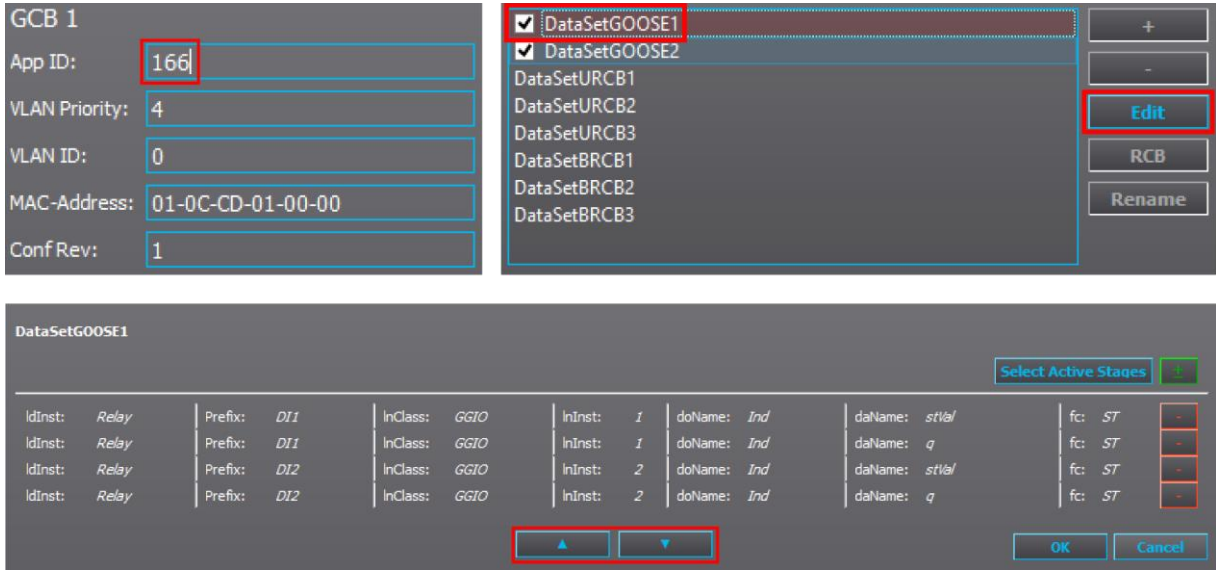 GCB 1
App ID: 166
VLAN Priority: 4
VLAN ID: 0
MAC-Address: 01-0C-CD-01-00-00
Conf Rev: 1
DataSetGOOSE1
DataSetGOOSE2
DataSetURCB1
DataSetURCB2
DataSetURCB3
DataSetBRCB1
DataSetBRCB2
DataSetBRCB3
+
-
Edit
RCB
Rename
DataSetGOOSE1
Select Active Stages ±
ldInst: Relay Prefix: DI1 lnClass: GGIO lnInst: 1 doName: Ind daName: stVal fc: ST -
ldInst: Relay Prefix: DI1 lnClass: GGIO lnInst: 1 doName: Ind daName: q fc: ST -
ldInst: Relay Prefix: DI2 lnClass: GGIO lnInst: 2 doName: Ind daName: stVal fc: ST -
ldInst: Relay Prefix: DI2 lnClass: GGIO lnInst: 2 doName: Ind daName: q fc: ST -
▲ ▼ OK Cancel